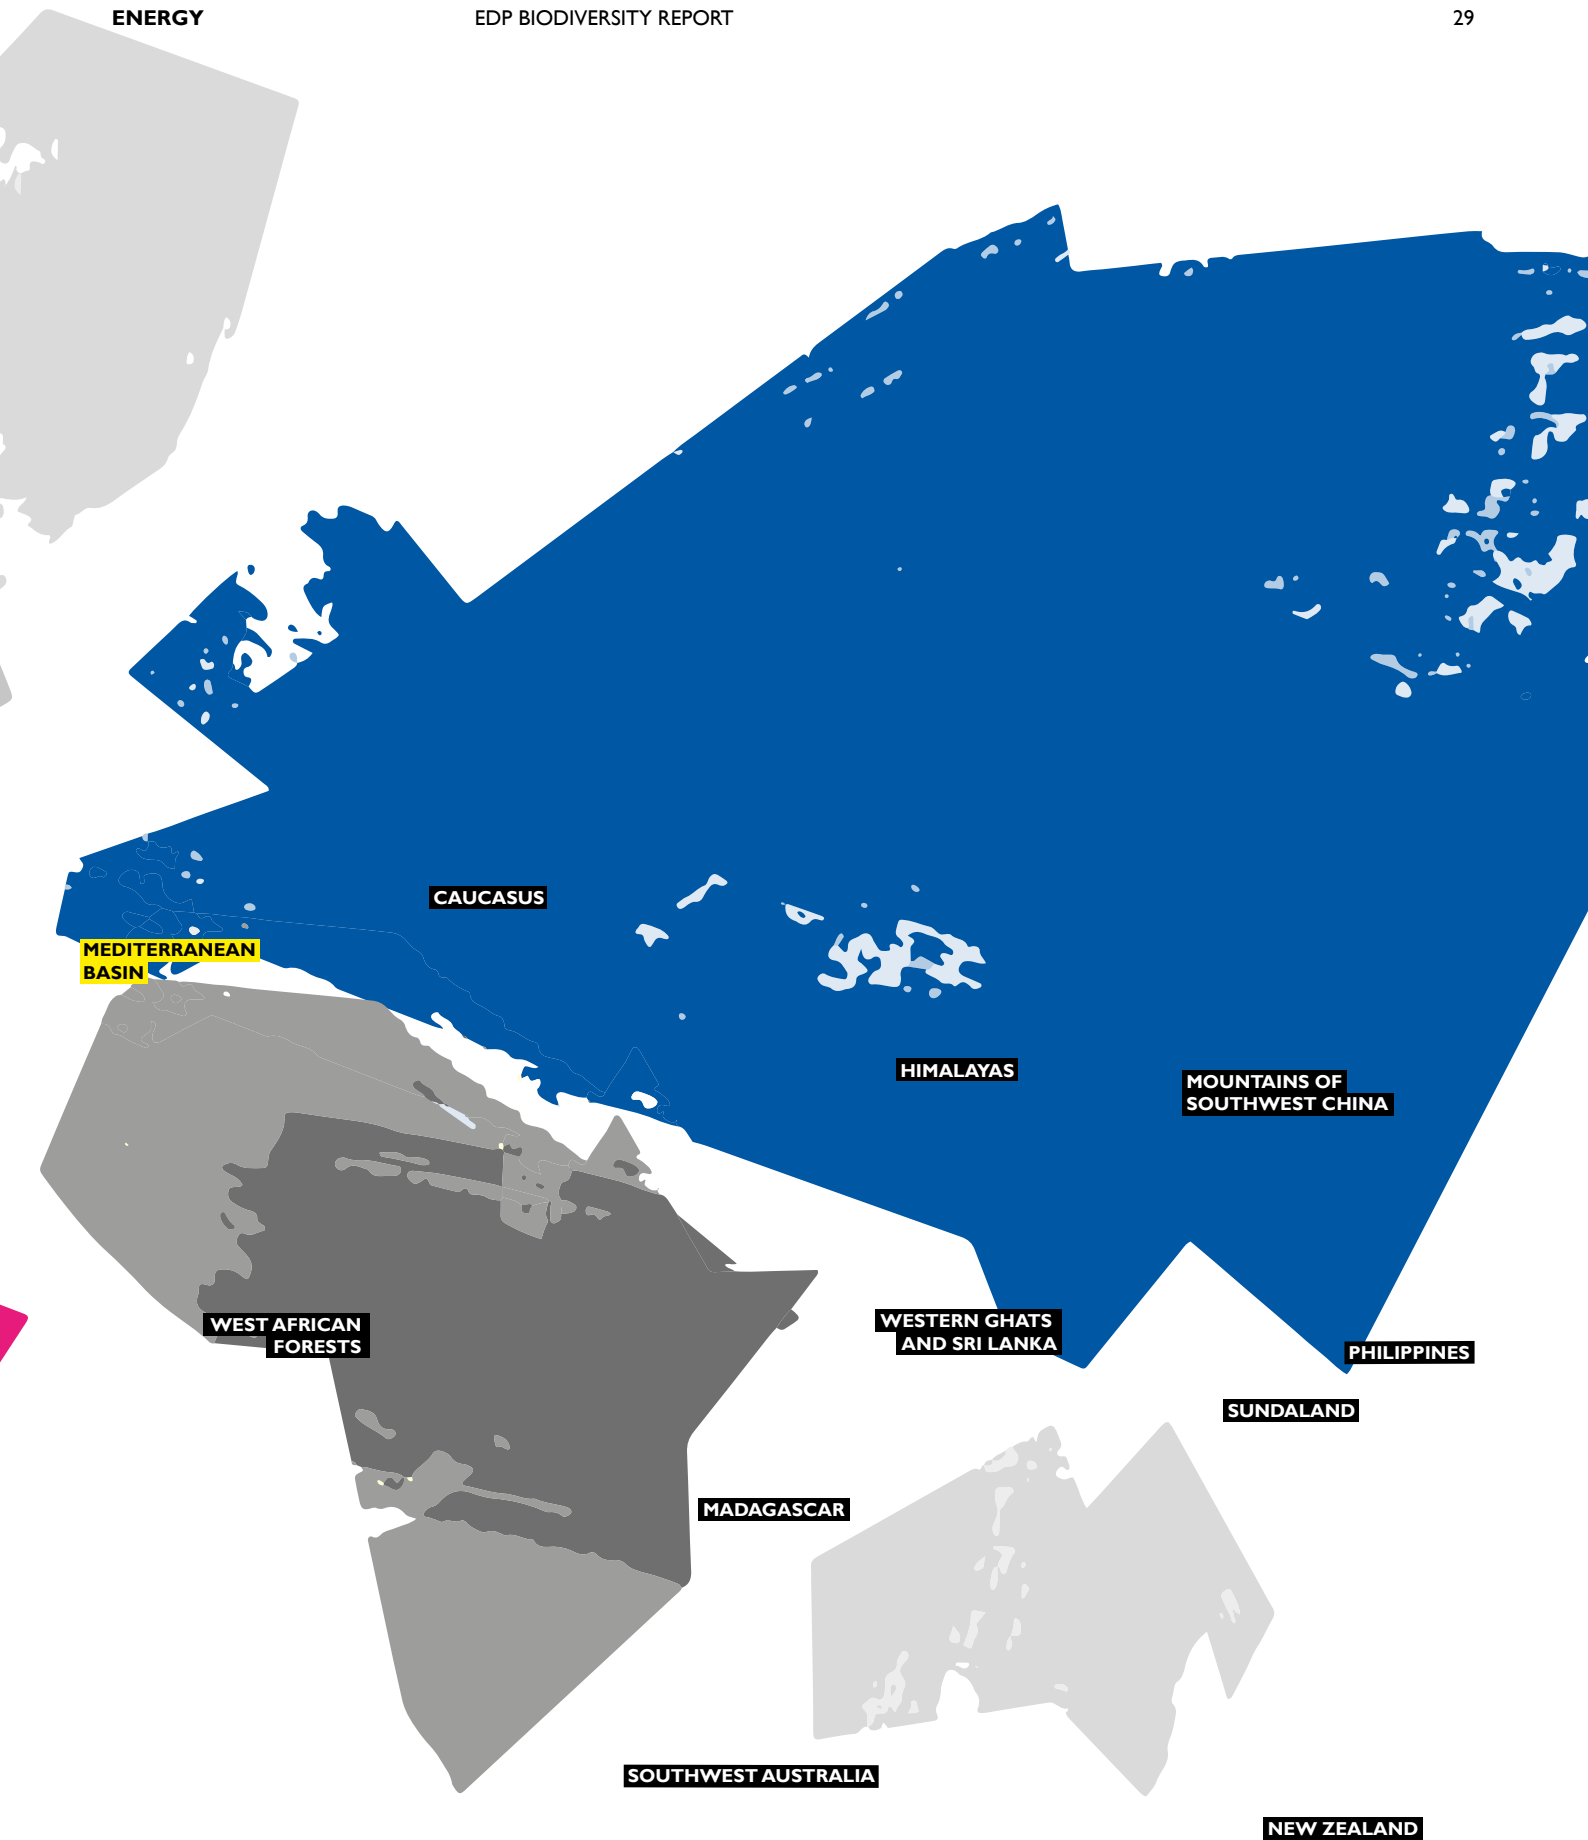 ENERGY
EDP BIODIVERSITY REPORT
29
CAUCASUS
MEDITERRANEAN
BASIN
HIMALAYAS
MOUNTAINS OF
SOUTHWEST CHINA
WEST AFRICAN
FORESTS
WESTERN GHATS
AND SRI LANKA
PHILIPPINES
SUNDALAND
MADAGASCAR
SOUTHWEST AUSTRALIA
NEW ZEALAND